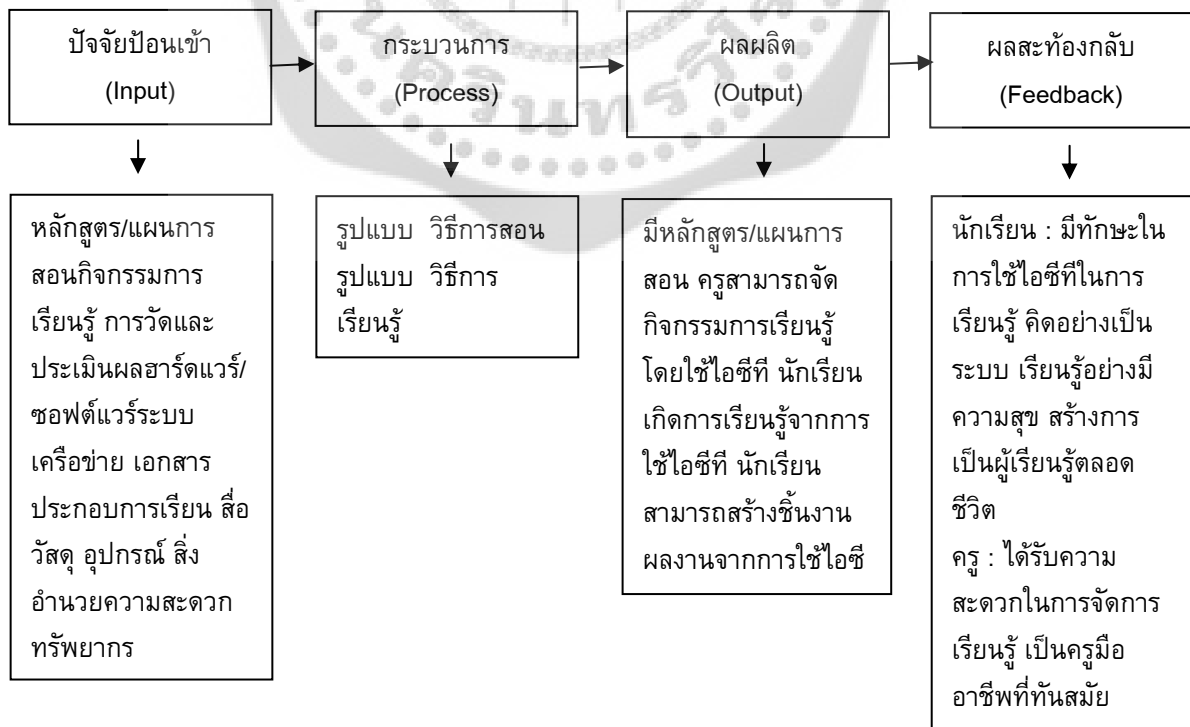 ปัจจัยป้อนเข้า
(Input)
กระบวนการ
(Process)
ผลผลิต
(Output)
ผลสะท้องกลับ
(Feedback)
หลักสูตร/แผนการ
สอนกิจกรรมการ
เรียนรู้ การวัดและ
ประเมินผลฮาร์ดแวร์/
ซอฟต์แวร์ระบบ
เครือข่าย เอกสาร
ประกอบการเรียน สื่อ
วัสดุ อุปกรณ์ สิ่ง
อำนวยความสะดวก
ทรัพยากร
รูปแบบ วิธีการสอน
รูปแบบ วิธีการ
เรียนรู้
มีหลักสูตร/แผนการ
สอน ครูสามารถจัด
กิจกรรมการเรียนรู้
โดยใช้ไอซีที นักเรียน
เกิดการเรียนรู้จากการ
ใช้ไอซีที นักเรียน
สามารถสร้างชิ้นงาน
ผลงานจากการใช้ไอซี
นักเรียน : มีทักษะใน
การใช้ไอซีทีในการ
เรียนรู้ คิดอย่างเป็น
ระบบ เรียนรู้อย่างมี
ความสุข สร้างการ
เป็นผู้เรียนรู้ตลอด
ชีวิต
ครู : ได้รับความ
สะดวกในการจัดการ
เรียนรู้ เป็นครูมือ
อาชีพที่ทันสมัย